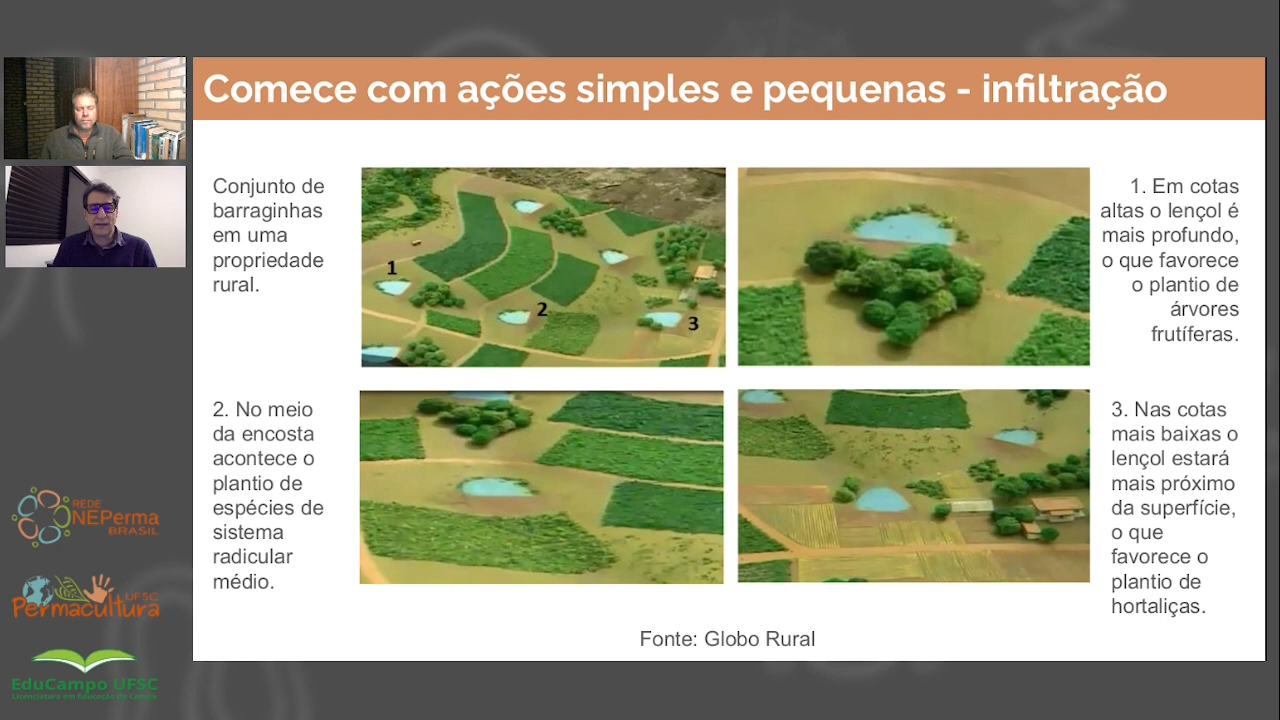 Comece com ações simples e pequenas - infiltração
Conjunto de
barraginhas
em uma
propriedade
rural.
1
2
3
1. Em cotas
altas o lençol é
mais profundo,
o que favorece
o plantio de
árvores
frutíferas.
2. No meio
da encosta
acontece o
plantio de
espécies de
sistema
radicular
médio.
3. Nas cotas
mais baixas o
lençol estará
mais próximo
da superfície,
o que
favorece o
plantio de
hortaliças.
Fonte: Globo Rural
REDE
NEPerma
BRASIL
UFSC
Permacultura
EduCampo UFSC
Licenciatura em Educação do Campo